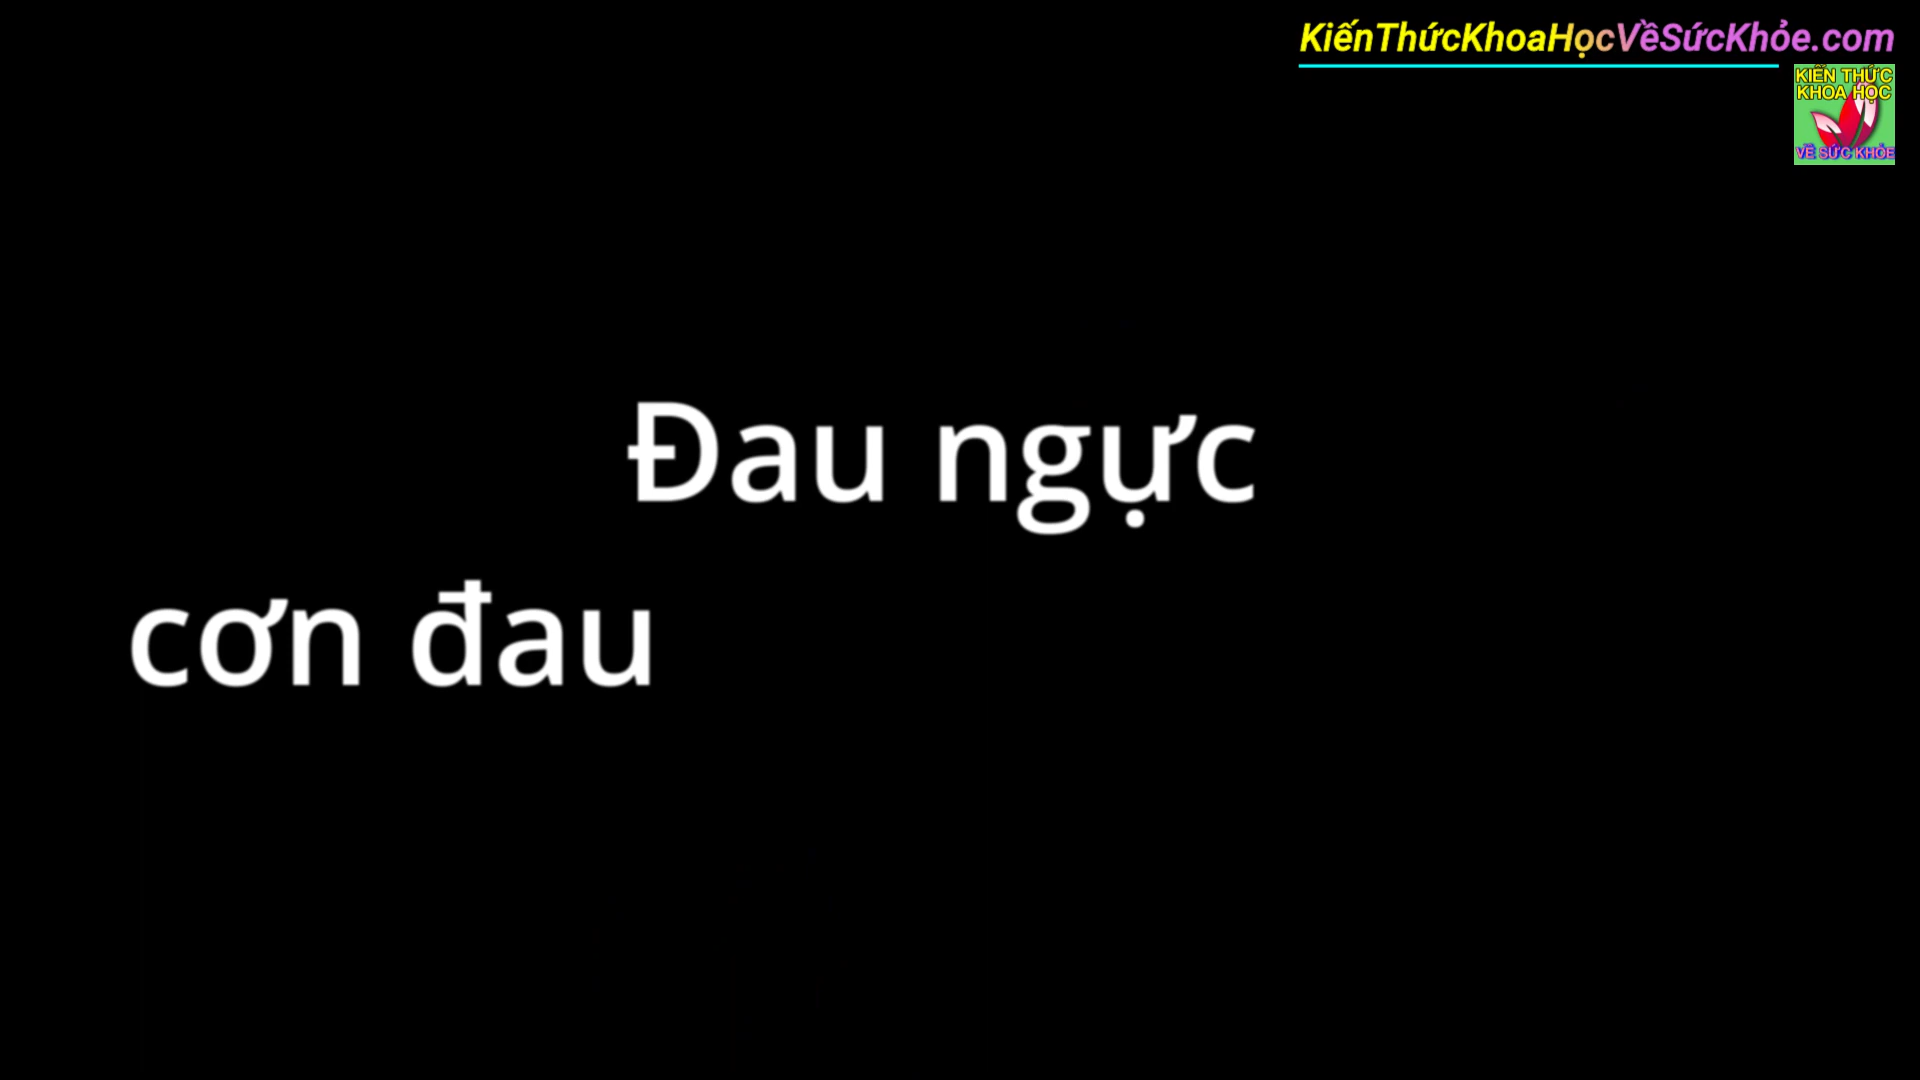 KiếnThứcKhoaHọcVềSứcKhỏe.com
KIẾN THỨC
KHOA HỌC
VỀ SỨC KHỎE
Đau ngực
cơn đau